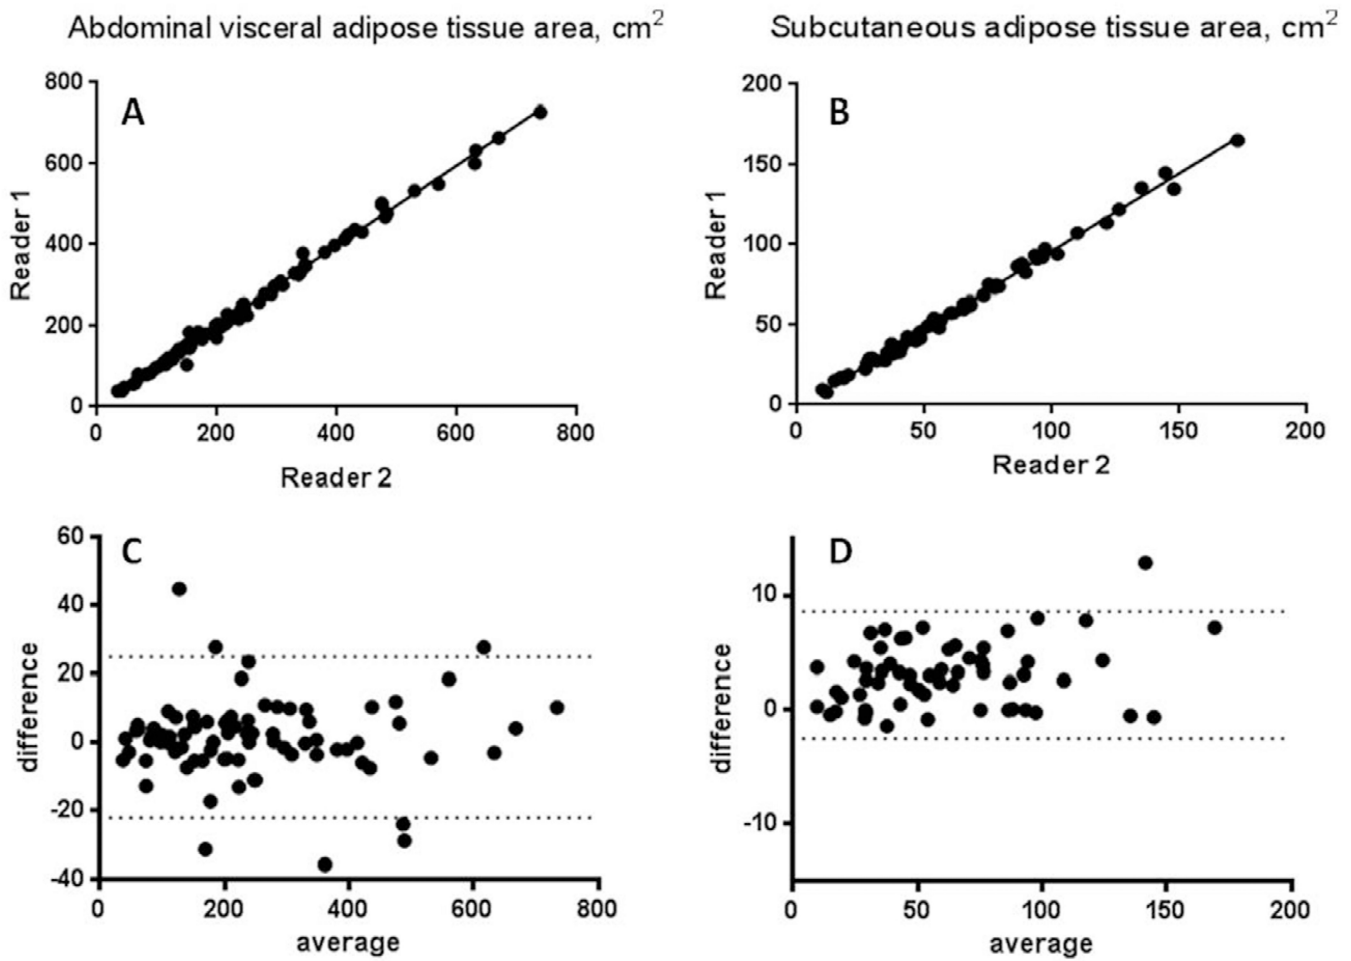 Abdominal visceral adipose tissue area, cm²
Subcutaneous adipose tissue area, cm²
A
800
600
400
200
0
Reader 1
0 200 400 600 800
Reader 2
B
200
150
100
50
0
Reader 1
0 50 100 150 200
Reader 2
C
60
40
20
0
-20
-40
difference
0 200 400 600 800
average
D
10
0
-10
difference
0 50 100 150 200
average